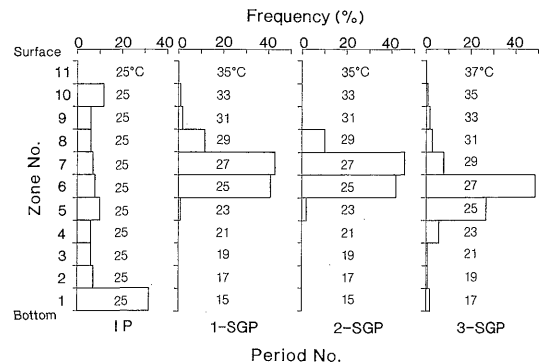 Frequency (%)
Surface 0 20 40 0 20 40 0 20 40 0 20 40
11 25°C 35°C 35°C 37°C
10 25 33 33 35
9 25 31 31 33
8 25 29 29 31
7 25 27 27 29
6 25 25 25 27
5 25 23 23 25
4 25 21 21 23
3 25 19 19 21
2 25 17 17 19
1 25 15 15 17
Bottom
Zone No.
IP 1-SGP 2-SGP 3-SGP
Period No.